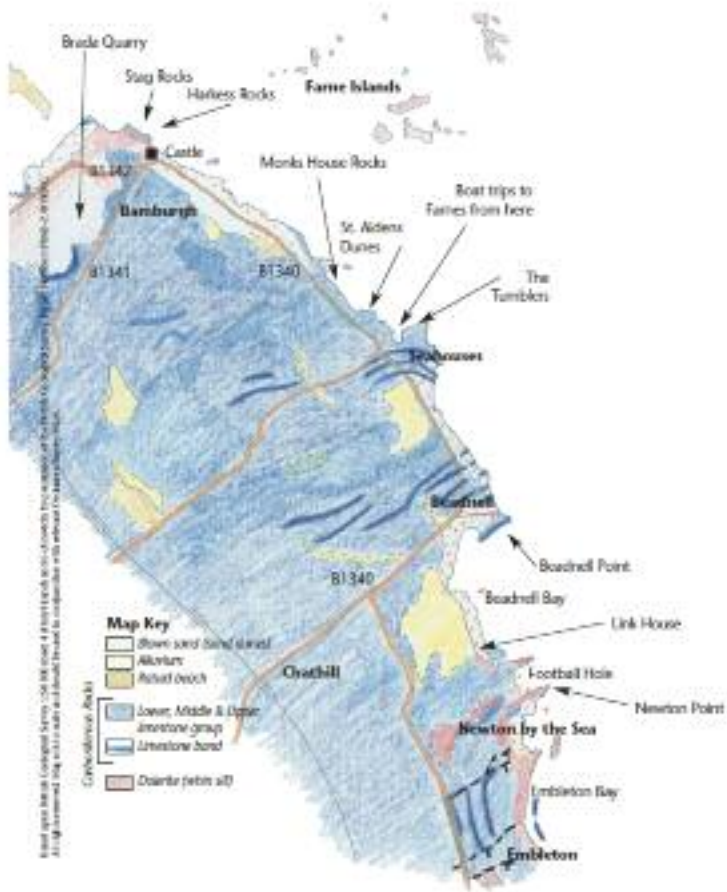 Brada Quarry
Stag Rocks
Harkess Rocks
Farne Islands
Castle
Monks House Rocks
B1342
Boat trips to
Farnes from here
Bamburgh
St. Aidens
Dunes
B1341
B1340
The
Tumblers
Seahouses
Beadnell
Beadnell Point
B1340
Beadnell Bay
Map Key
Link House
Blown sand (sand dunes)
Alluvium
Chathill
Football Hole
Raised beach
Newton Point
Carboniferous Rocks
Lower, Middle & Upper
limestone group
Newton by the Sea
Limestone band
Dolerite (whin sill)
Embleton Bay
Embleton